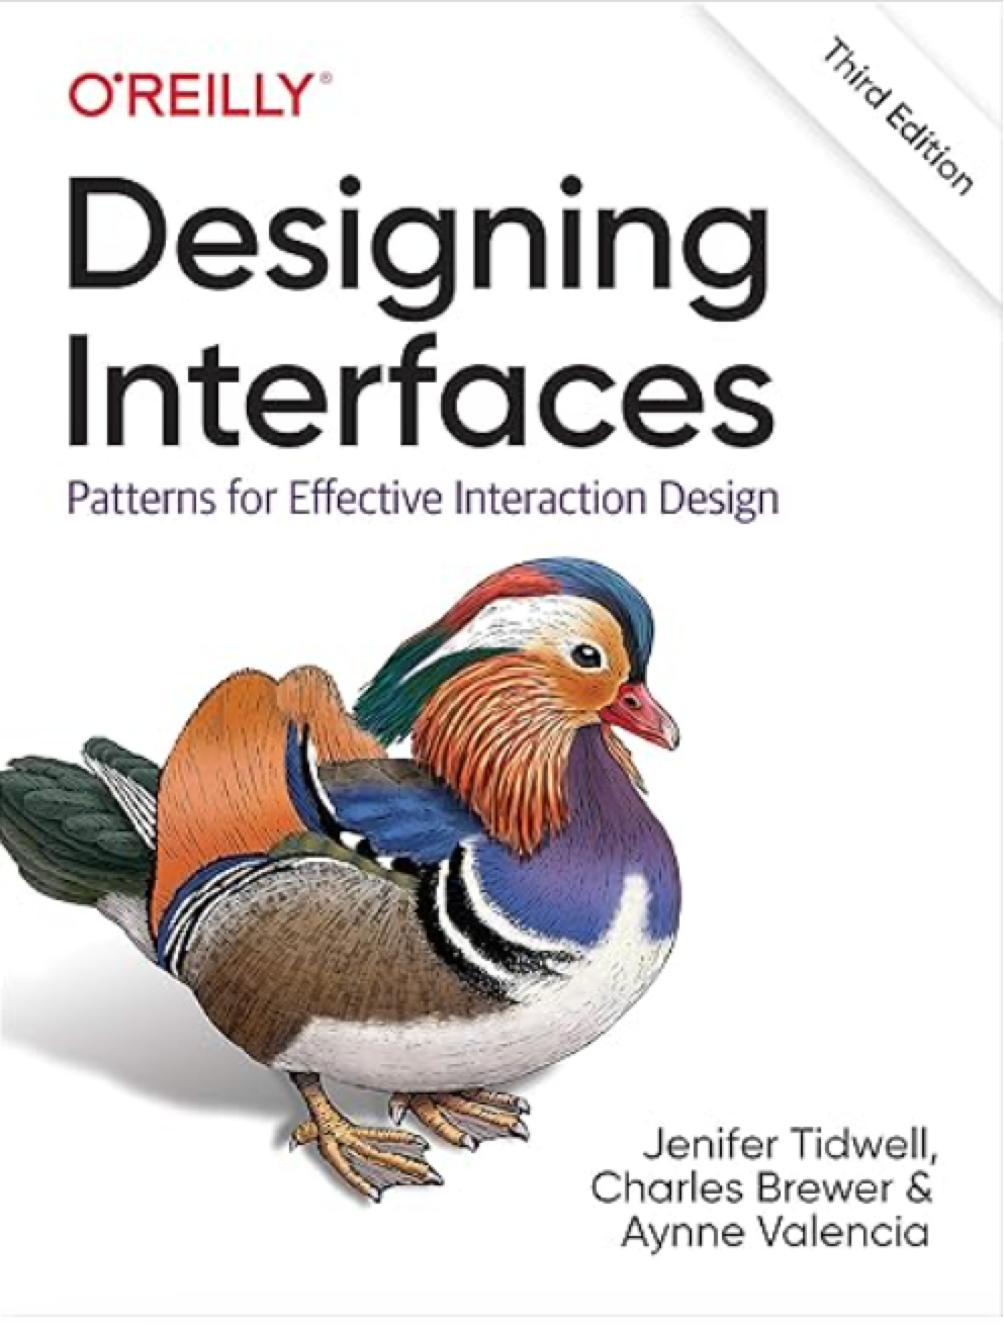 O'REILLY®
Third Edition
Designing
Interfaces
Patterns for Effective Interaction Design
Jenifer Tidwell,
Charles Brewer &
Aynne Valencia